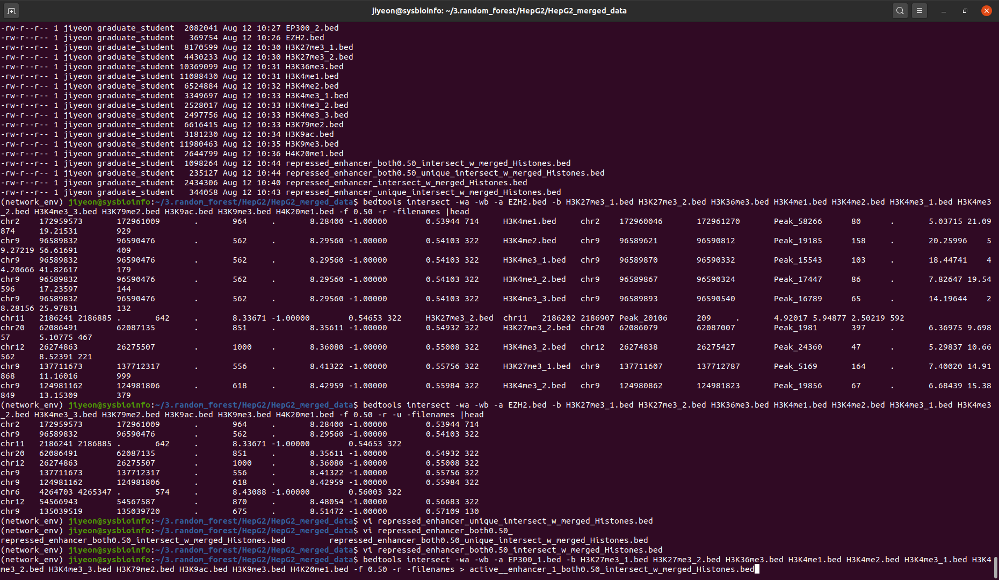 jiyeon@sysbioinfo: ~/3.random_forest/HepG2/HepG2_merged_data
-rw-r--r-- 1 jiyeon graduate_student  2082041 Aug 12 10:27 EP300_2.bed
-rw-r--r-- 1 jiyeon graduate_student   369754 Aug 12 10:26 EZH2.bed
-rw-r--r-- 1 jiyeon graduate_student  8170599 Aug 12 10:30 H3K27me3_1.bed
-rw-r--r-- 1 jiyeon graduate_student  4430233 Aug 12 10:30 H3K27me3_2.bed
-rw-r--r-- 1 jiyeon graduate_student 10369099 Aug 12 10:31 H3K36me3.bed
-rw-r--r-- 1 jiyeon graduate_student 11088430 Aug 12 10:31 H3K4me1.bed
-rw-r--r-- 1 jiyeon graduate_student  6524884 Aug 12 10:32 H3K4me2.bed
-rw-r--r-- 1 jiyeon graduate_student  3349697 Aug 12 10:33 H3K4me3_1.bed
-rw-r--r-- 1 jiyeon graduate_student  2528017 Aug 12 10:33 H3K4me3_2.bed
-rw-r--r-- 1 jiyeon graduate_student  2497756 Aug 12 10:33 H3K4me3_3.bed
-rw-r--r-- 1 jiyeon graduate_student  6616415 Aug 12 10:33 H3K79me2.bed
-rw-r--r-- 1 jiyeon graduate_student  3181230 Aug 12 10:34 H3K9ac.bed
-rw-r--r-- 1 jiyeon graduate_student 11980463 Aug 12 10:35 H3K9me3.bed
-rw-r--r-- 1 jiyeon graduate_student  2644799 Aug 12 10:36 H4K20me1.bed
-rw-r--r-- 1 jiyeon graduate_student  1098264 Aug 12 10:44 repressed_enhancer_both0.50_intersect_w_merged_Histones.bed
-rw-r--r-- 1 jiyeon graduate_student   235127 Aug 12 10:44 repressed_enhancer_both0.50_unique_intersect_w_merged_Histones.bed
-rw-r--r-- 1 jiyeon graduate_student  2434306 Aug 12 10:40 repressed_enhancer_intersect_w_merged_Histones.bed
-rw-r--r-- 1 jiyeon graduate_student   344058 Aug 12 10:43 repressed_enhancer_unique_intersect_w_merged_Histones.bed
(network_env) jiyeon@sysbioinfo:~/3.random_forest/HepG2/HepG2_merged_data$ bedtools intersect -wa -wb -a EZH2.bed -b H3K27me3_1.bed H3K27me3_2.bed H3K36me3.bed H3K4me1.bed H3K4me2.bed H3K4me3_1.bed H3K4me3
_2.bed H3K4me3_3.bed H3K79me2.bed H3K9ac.bed H3K9me3.bed H4K20me1.bed -f 0.50 -r -filenames |head
chr2 172959573 172961009 . 964 . 8.28400 -1.00000 0.53944 714 H3K4me1.bed chr2 172960046 172961270 Peak_58266 80 . 5.03715 21.09
874 19.21531 929
chr9 96589832 96590476 . 562 . 8.29560 -1.00000 0.54103 322 H3K4me2.bed chr9 96589621 96590812 Peak_19185 158 . 20.25996 5
9.27219 56.61691 409
chr9 96589832 96590476 . 562 . 8.29560 -1.00000 0.54103 322 H3K4me3_1.bed chr9 96589870 96590332 Peak_15543 103 . 18.44741 4
4.20666 41.82617 179
chr9 96589832 96590476 . 562 . 8.29560 -1.00000 0.54103 322 H3K4me3_2.bed chr9 96589867 96590324 Peak_17447 86 . 7.82647 19.54
596 17.23597 144
chr9 96589832 96590476 . 562 . 8.29560 -1.00000 0.54103 322 H3K4me3_3.bed chr9 96589893 96590540 Peak_16789 65 . 14.19644 2
8.28156 25.97831 132
chr11 2186241 2186885 . 642 . 8.33671 -1.00000 0.54653 322 H3K27me3_2.bed chr11 2186202 2186907 Peak_20106 209 . 4.92017 5.94877 2.50219 592
chr20 62086491 62087135 . 851 . 8.35611 -1.00000 0.54932 322 H3K27me3_2.bed chr20 62086079 62087007 Peak_1981 397 . 6.36975 9.698
57 5.10775 467
chr12 26274863 26275507 . 1000 . 8.36080 -1.00000 0.55008 322 H3K4me3_2.bed chr12 26274838 26275427 Peak_24360 47 . 5.29837 10.66
562 8.52391 221
chr9 137711673 137712317 . 556 . 8.41322 -1.00000 0.55756 322 H3K27me3_1.bed chr9 137711607 137712787 Peak_5169 164 . 7.40020 14.91
868 11.16016 999
chr9 124981162 124981806 . 618 . 8.42959 -1.00000 0.55984 322 H3K4me3_2.bed chr9 124980862 124981823 Peak_19856 67 . 6.68439 15.38
849 13.15309 379
(network_env) jiyeon@sysbioinfo:~/3.random_forest/HepG2/HepG2_merged_data$ bedtools intersect -wa -wb -a EZH2.bed -b H3K27me3_1.bed H3K27me3_2.bed H3K36me3.bed H3K4me1.bed H3K4me2.bed H3K4me3_1.bed H3K4me3
_2.bed H3K4me3_3.bed H3K79me2.bed H3K9ac.bed H3K9me3.bed H4K20me1.bed -f 0.50 -r -u -filenames |head
chr2 172959573 172961009 . 964 . 8.28400 -1.00000 0.53944 714
chr9 96589832 96590476 . 562 . 8.29560 -1.00000 0.54103 322
chr11 2186241 2186885 . 642 . 8.33671 -1.00000 0.54653 322
chr20 62086491 62087135 . 851 . 8.35611 -1.00000 0.54932 322
chr12 26274863 26275507 . 1000 . 8.36080 -1.00000 0.55008 322
chr9 137711673 137712317 . 556 . 8.41322 -1.00000 0.55756 322
chr9 124981162 124981806 . 618 . 8.42959 -1.00000 0.55984 322
chr6 4264703 4265347 . 574 . 8.43088 -1.00000 0.56003 322
chr12 54566943 54567587 . 870 . 8.48054 -1.00000 0.56683 322
chr9 135039519 135039720 . 675 . 8.51472 -1.00000 0.57109 130
(network_env) jiyeon@sysbioinfo:~/3.random_forest/HepG2/HepG2_merged_data$ vi repressed_enhancer_unique_intersect_w_merged_Histones.bed
(network_env) jiyeon@sysbioinfo:~/3.random_forest/HepG2/HepG2_merged_data$ vi repressed_enhancer_both0.50_
repressed_enhancer_both0.50_intersect_w_merged_Histones.bed repressed_enhancer_both0.50_unique_intersect_w_merged_Histones.bed
(network_env) jiyeon@sysbioinfo:~/3.random_forest/HepG2/HepG2_merged_data$ vi repressed_enhancer_both0.50_intersect_w_merged_Histones.bed
(network_env) jiyeon@sysbioinfo:~/3.random_forest/HepG2/HepG2_merged_data$ bedtools intersect -wa -wb -a EP300_1.bed -b H3K27me3_1.bed H3K27me3_2.bed H3K36me3.bed H3K4me1.bed H3K4me2.bed H3K4me3_1.bed H3K4
me3_2.bed H3K4me3_3.bed H3K79me2.bed H3K9ac.bed H3K9me3.bed H4K20me1.bed -f 0.50 -r -filenames > active__enhancer_1_both0.50_intersect_w_merged_Histones.bed